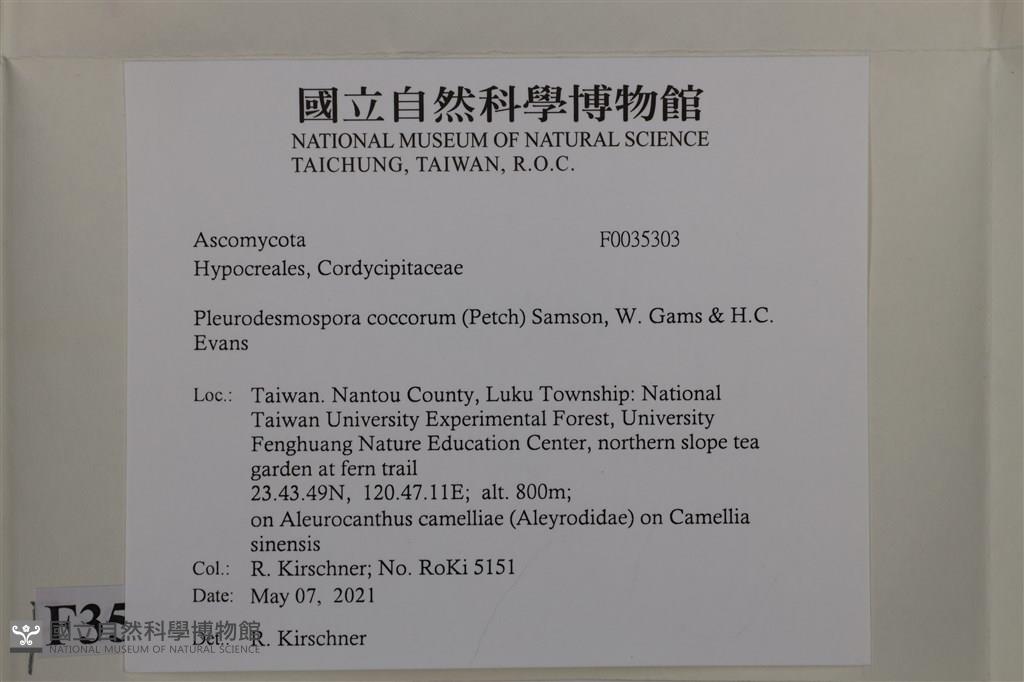 國立自然科學博物館
NATIONAL MUSEUM OF NATURAL SCIENCE
TAICHUNG, TAIWAN, R.O.C.
Ascomycota F0035303
Hypocreales, Cordycipitaceae
Pleurodesmospora coccorum (Petch) Samson, W. Gams & H.C.
Evans
Loc.: Taiwan. Nantou County, Luku Township: National
Taiwan University Experimental Forest, University
Fenghuang Nature Education Center, northern slope tea
garden at fern trail
23.43.49N, 120.47.11E; alt. 800m;
on Aleurocanthus camelliae (Aleyrodidae) on Camellia
sinensis
Col.: R. Kirschner; No. RoKi 5151
Date: May 07, 2021
Det.: R. Kirschner
F35
國立自然科學博物館
NATIONAL MUSEUM OF NATURAL SCIENCE